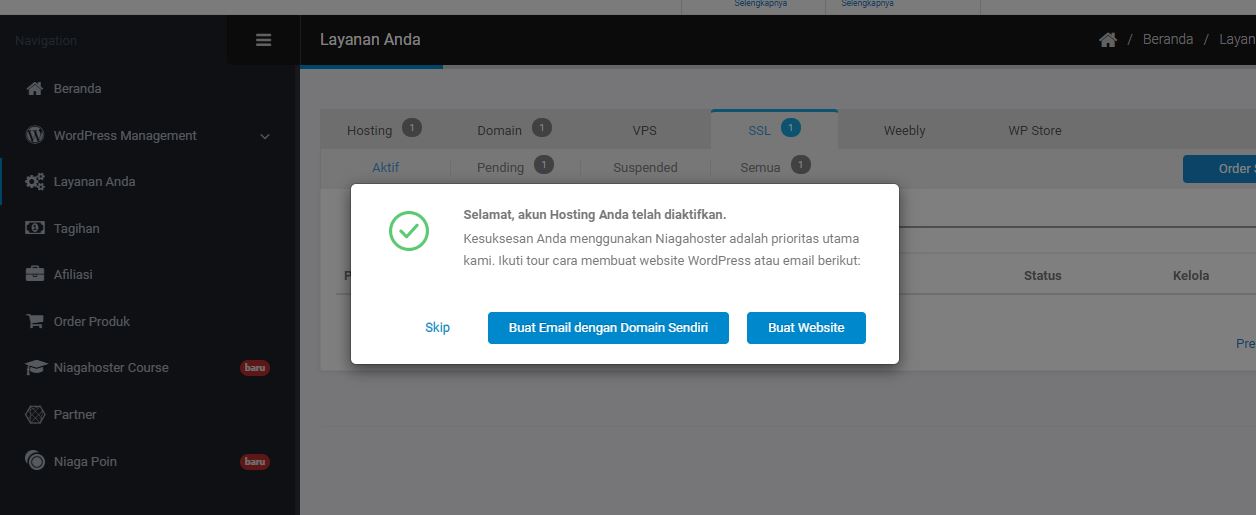 Selengkapnya
Selengkapnya
Navigation
Layanan Anda
/ Beranda / Layan
Beranda
WordPress Management
Layanan Anda
Tagihan
Afiliasi
Order Produk
Niagahoster Course baru
Partner
Niaga Poin baru
Hosting 1
Domain 1
VPS
SSL 1
Weebly
WP Store
Aktif
Pending 1
Suspended
Semua 1
Order S
P
Status
Kelola
Pre
Selamat, akun Hosting Anda telah diaktifkan.
Kesuksesan Anda menggunakan Niagahoster adalah prioritas utama
kami. Ikuti tour cara membuat website WordPress atau email berikut:
Skip
Buat Email dengan Domain Sendiri
Buat Website